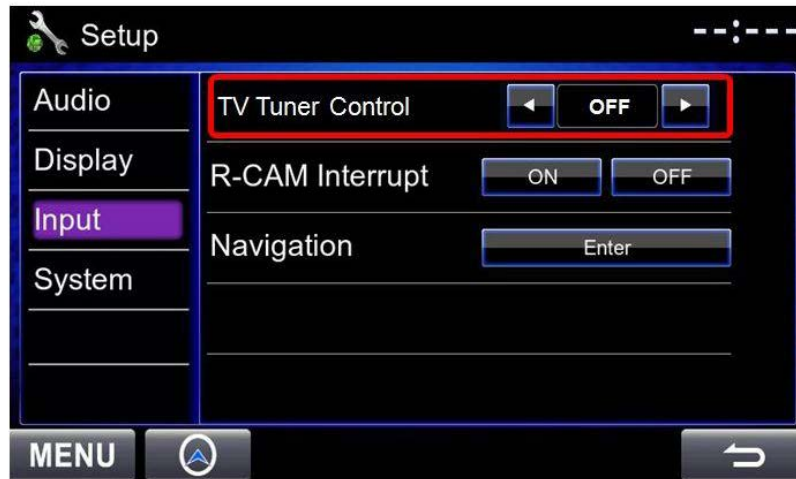 Setup
--:---
Audio
TV Tuner Control OFF
Display
R-CAM Interrupt ON OFF
Input
Navigation Enter
System
MENU